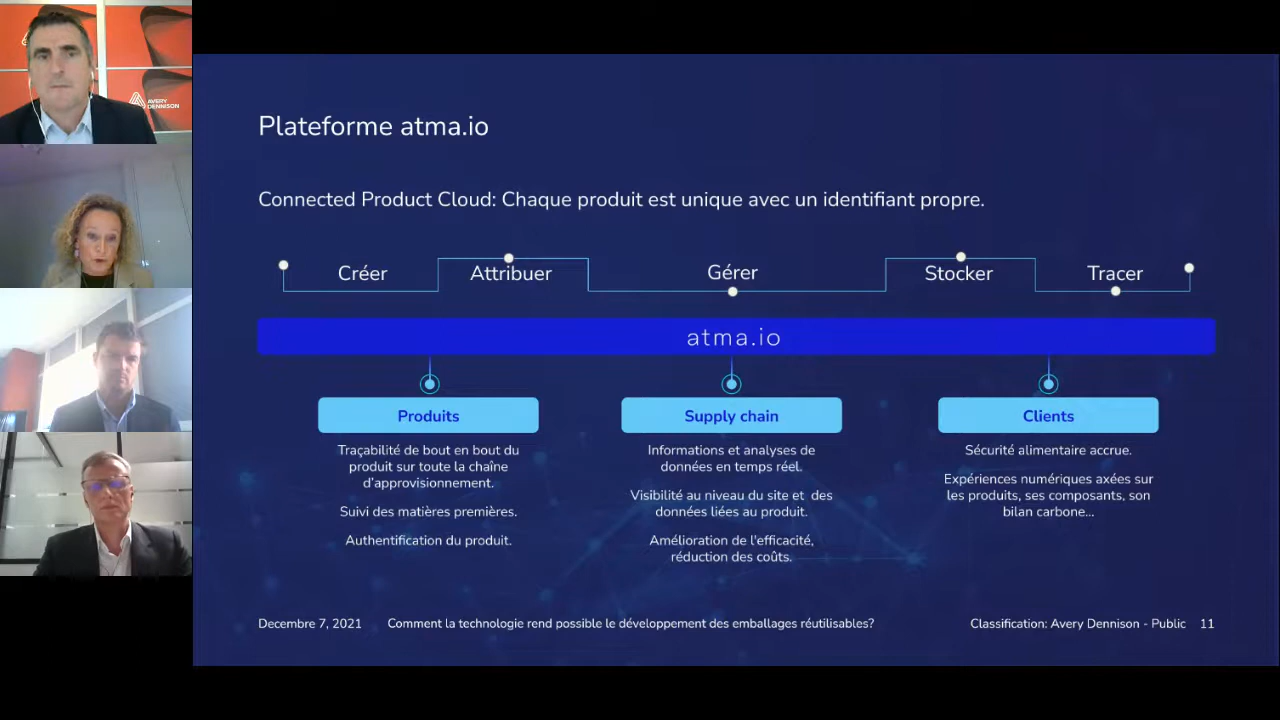 AVERY
DENNISON
Plateforme atma.io
Connected Product Cloud: Chaque produit est unique avec un identifiant propre.
Créer
Attribuer
Gérer
Stocker
Tracer
atma.io
Produits
Traçabilité de bout en bout du
produit sur toute la chaîne
d'approvisionnement.
Suivi des matières premières.
Authentification du produit.
Supply chain
Informations et analyses de
données en temps réel.
Visibilité au niveau du site et des
données liées au produit.
Amélioration de l'efficacité,
réduction des coûts.
Clients
Sécurité alimentaire accrue.
Expériences numériques axées sur
les produits, ses composants, son
bilan carbone...
Decembre 7, 2021
Comment la technologie rend possible le développement des emballages réutilisables?
Classification: Avery Dennison - Public
11